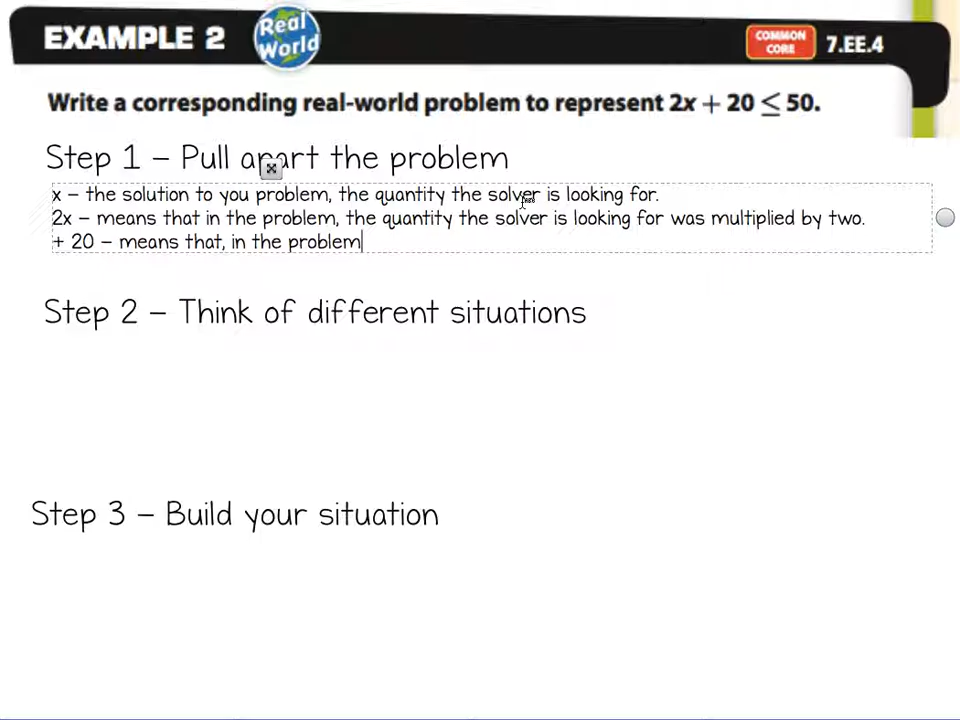 EXAMPLE 2
Real World
COMMON CORE
7.EE.4
Write a corresponding real-world problem to represent 2x + 20 ≤ 50.
Step 1 – Pull apart the problem
x – the solution to you problem, the quantity the solver is looking for.
2x – means that in the problem, the quantity the solver is looking for was multiplied by two.
+ 20 – means that, in the problem
Step 2 – Think of different situations
Step 3 – Build your situation